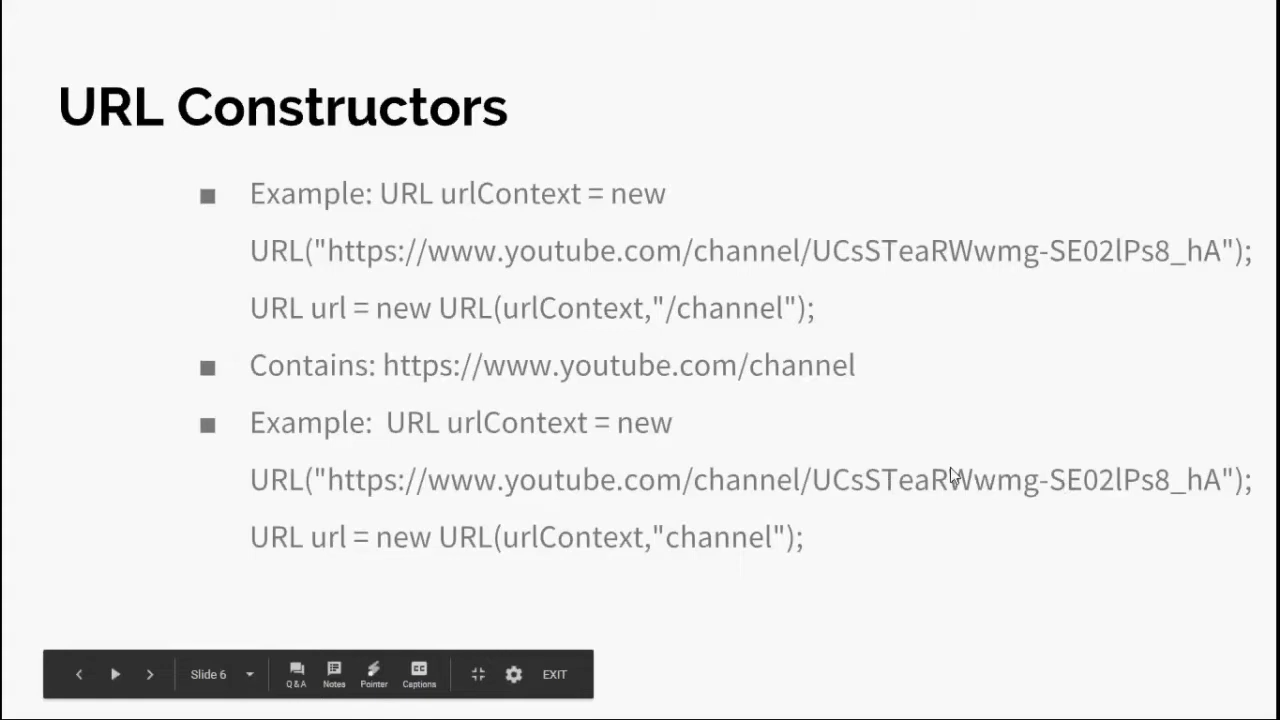 URL Constructors
■ Example: URL urlContext = new
URL("https://www.youtube.com/channel/UCsSTeaRWwmg-SE02lPs8_hA");
URL url = new URL(urlContext,"/channel");
■ Contains: https://www.youtube.com/channel
■ Example:  URL urlContext = new
URL("https://www.youtube.com/channel/UCsSTeaRWwmg-SE02lPs8_hA");
URL url = new URL(urlContext,"channel");
Slide 6
Q&A Notes Pointer CC Captions EXIT